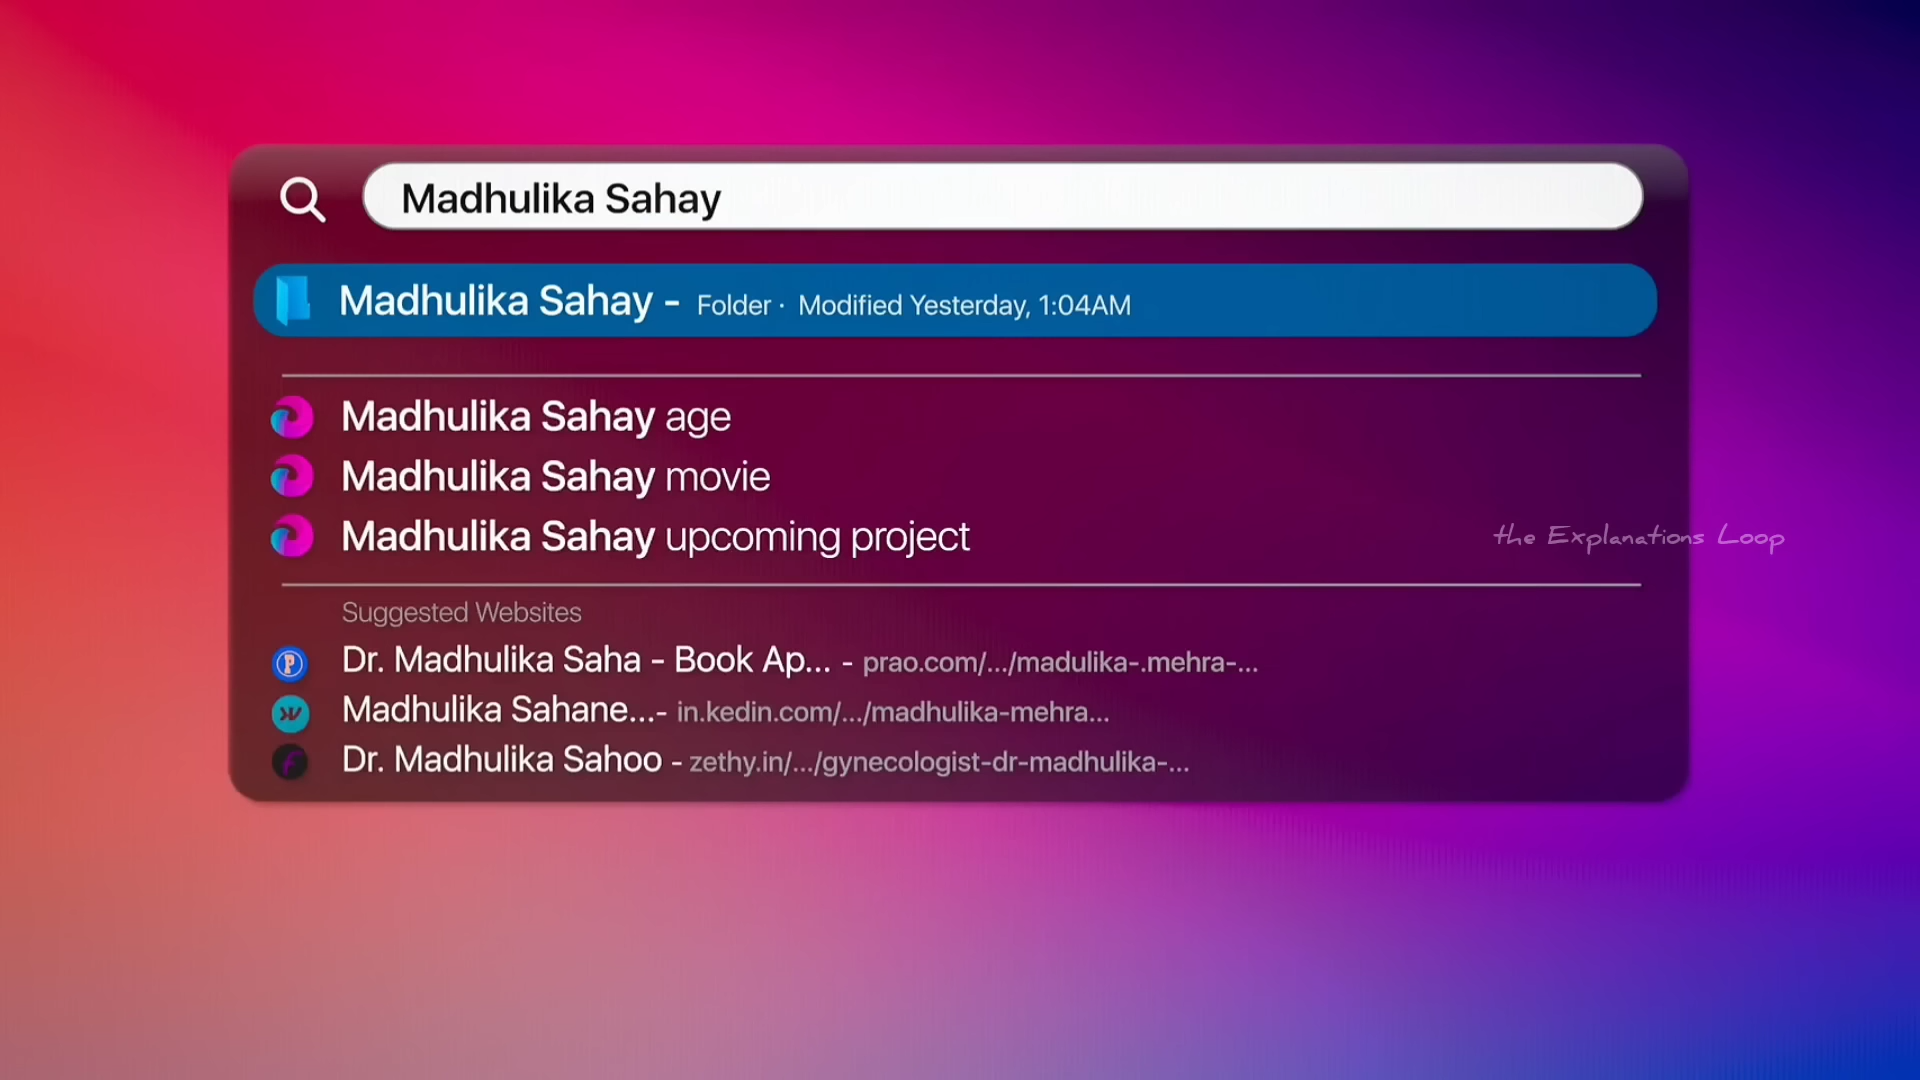 Madhulika Sahay
Madhulika Sahay - Folder · Modified Yesterday, 1:04AM
Madhulika Sahay age
Madhulika Sahay movie
Madhulika Sahay upcoming project
the Explanations Loop
Suggested Websites
Dr. Madhulika Saha - Book Ap... - prao.com/.../madulika-.mehra-...
Madhulika Sahane...- in.kedin.com/.../madhulika-mehra...
Dr. Madhulika Sahoo - zethy.in/.../gynecologist-dr-madhulika-...